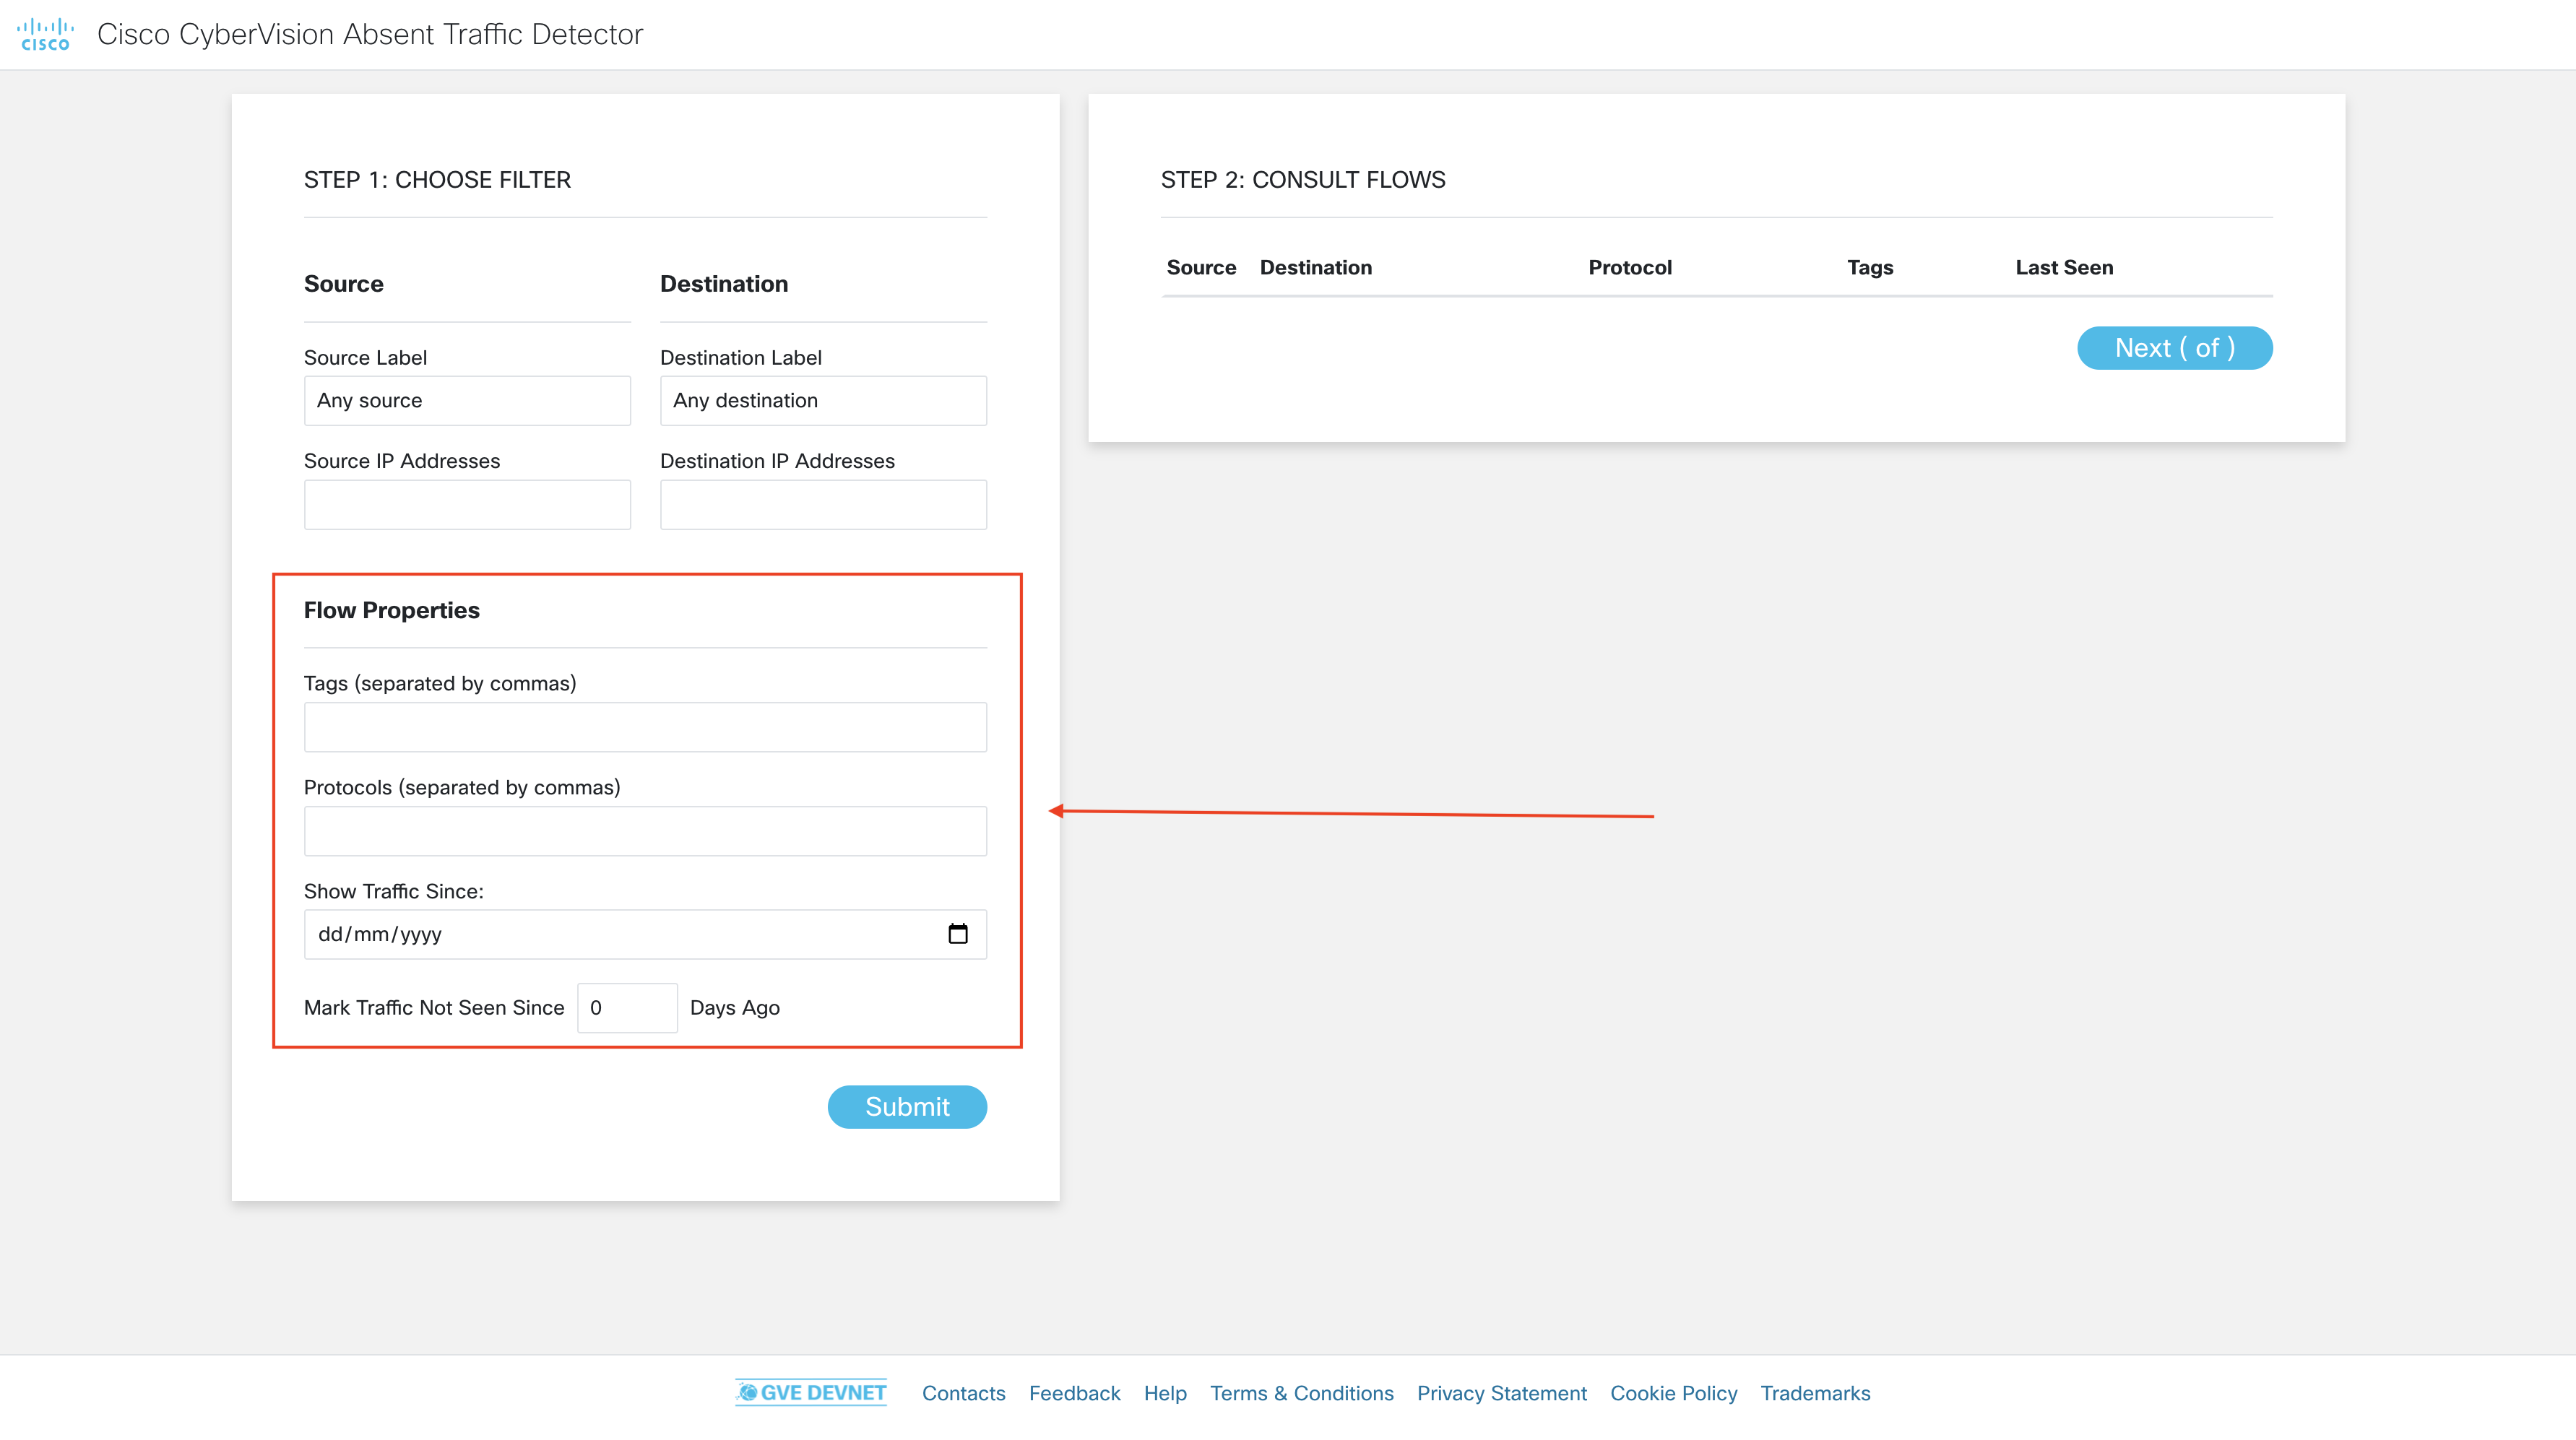 CISCO Cisco CyberVision Absent Traffic Detector
STEP 1: CHOOSE FILTER
Source Destination
Source Label Destination Label
Any source Any destination
Source IP Addresses Destination IP Addresses
Flow Properties
Tags (separated by commas)
Protocols (separated by commas)
Show Traffic Since:
dd/mm/yyyy
Mark Traffic Not Seen Since 0 Days Ago
Submit
STEP 2: CONSULT FLOWS
Source Destination Protocol Tags Last Seen
Next ( of )
GVE DEVNET Contacts Feedback Help Terms & Conditions Privacy Statement Cookie Policy Trademarks